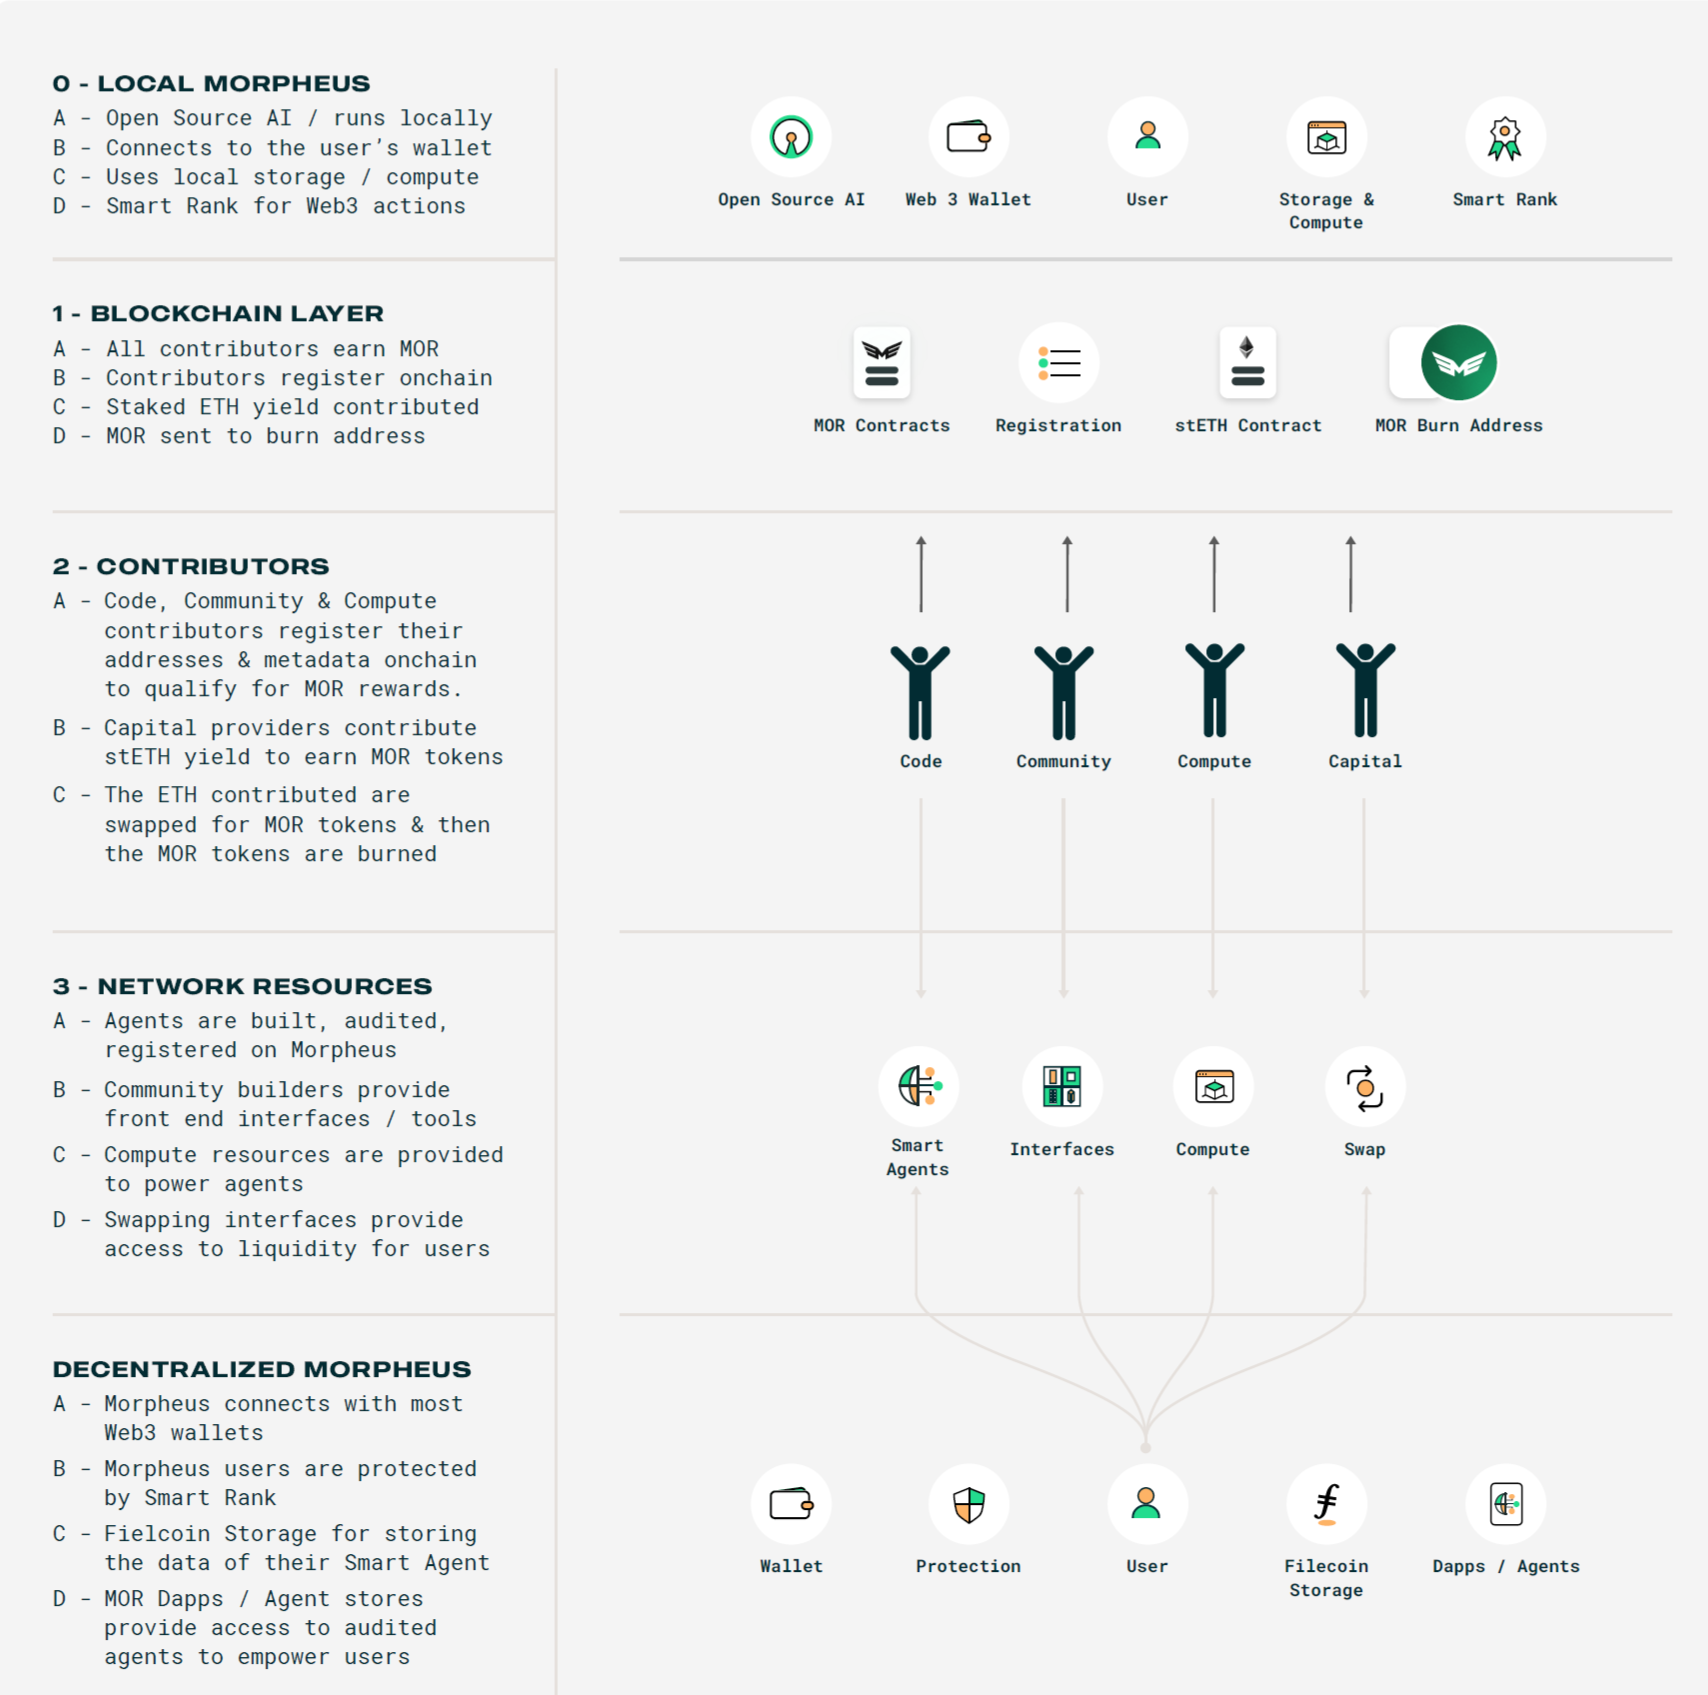 0 - LOCAL MORPHEUS
A - Open Source AI / runs locally
B - Connects to the user’s wallet
C - Uses local storage / compute
D - Smart Rank for Web3 actions
Open Source AI
Web 3 Wallet
User
Storage &
Compute
Smart Rank
1 - BLOCKCHAIN LAYER
A - All contributors earn MOR
B - Contributors register onchain
C - Staked ETH yield contributed
D - MOR sent to burn address
MOR Contracts
Registration
stETH Contract
MOR Burn Address
2 - CONTRIBUTORS
A - Code, Community & Compute
contributors register their
addresses & metadata onchain
to qualify for MOR rewards.
B - Capital providers contribute
stETH yield to earn MOR tokens
C - The ETH contributed are
swapped for MOR tokens & then
the MOR tokens are burned
Code
Community
Compute
Capital
3 - NETWORK RESOURCES
A - Agents are built, audited,
registered on Morpheus
B - Community builders provide
front end interfaces / tools
C - Compute resources are provided
to power agents
D - Swapping interfaces provide
access to liquidity for users
Smart
Agents
Interfaces
Compute
Swap
DECENTRALIZED MORPHEUS
A - Morpheus connects with most
Web3 wallets
B - Morpheus users are protected
by Smart Rank
C - Fielcoin Storage for storing
the data of their Smart Agent
D - MOR Dapps / Agent stores
provide access to audited
agents to empower users
Wallet
Protection
User
Filecoin
Storage
Dapps / Agents